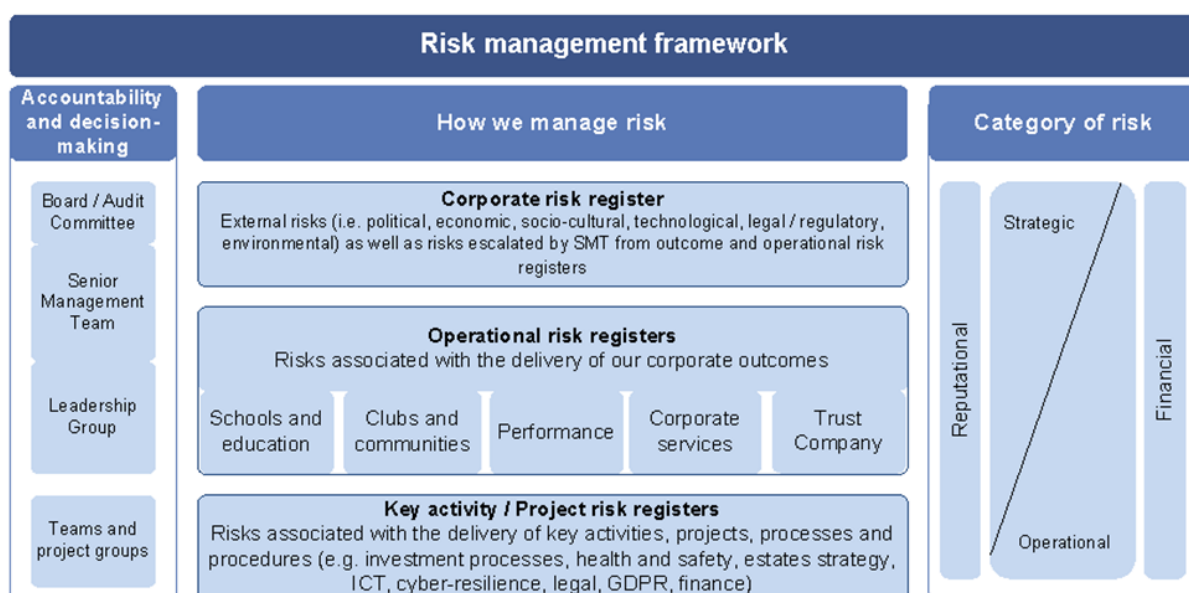 Risk management framework
Accountability
and decision-
making
How we manage risk
Category of risk
Board / Audit
Committee
Senior
Management
Team
Leadership
Group
Teams and
project groups
Corporate risk register
External risks (i.e. political, economic, socio-cultural, technological, legal / regulatory,
environmental) as well as risks escalated by SMT from outcome and operational risk
registers
Operational risk registers
Risks associated with the delivery of our corporate outcomes
Schools and
education
Clubs and
communities
Performance
Corporate
services
Trust
Company
Key activity / Project risk registers
Risks associated with the delivery of key activities, projects, processes and
procedures (e.g. investment processes, health and safety, estates strategy,
ICT, cyber-resilience, legal, GDPR, finance)
Reputational
Strategic
Operational
Financial